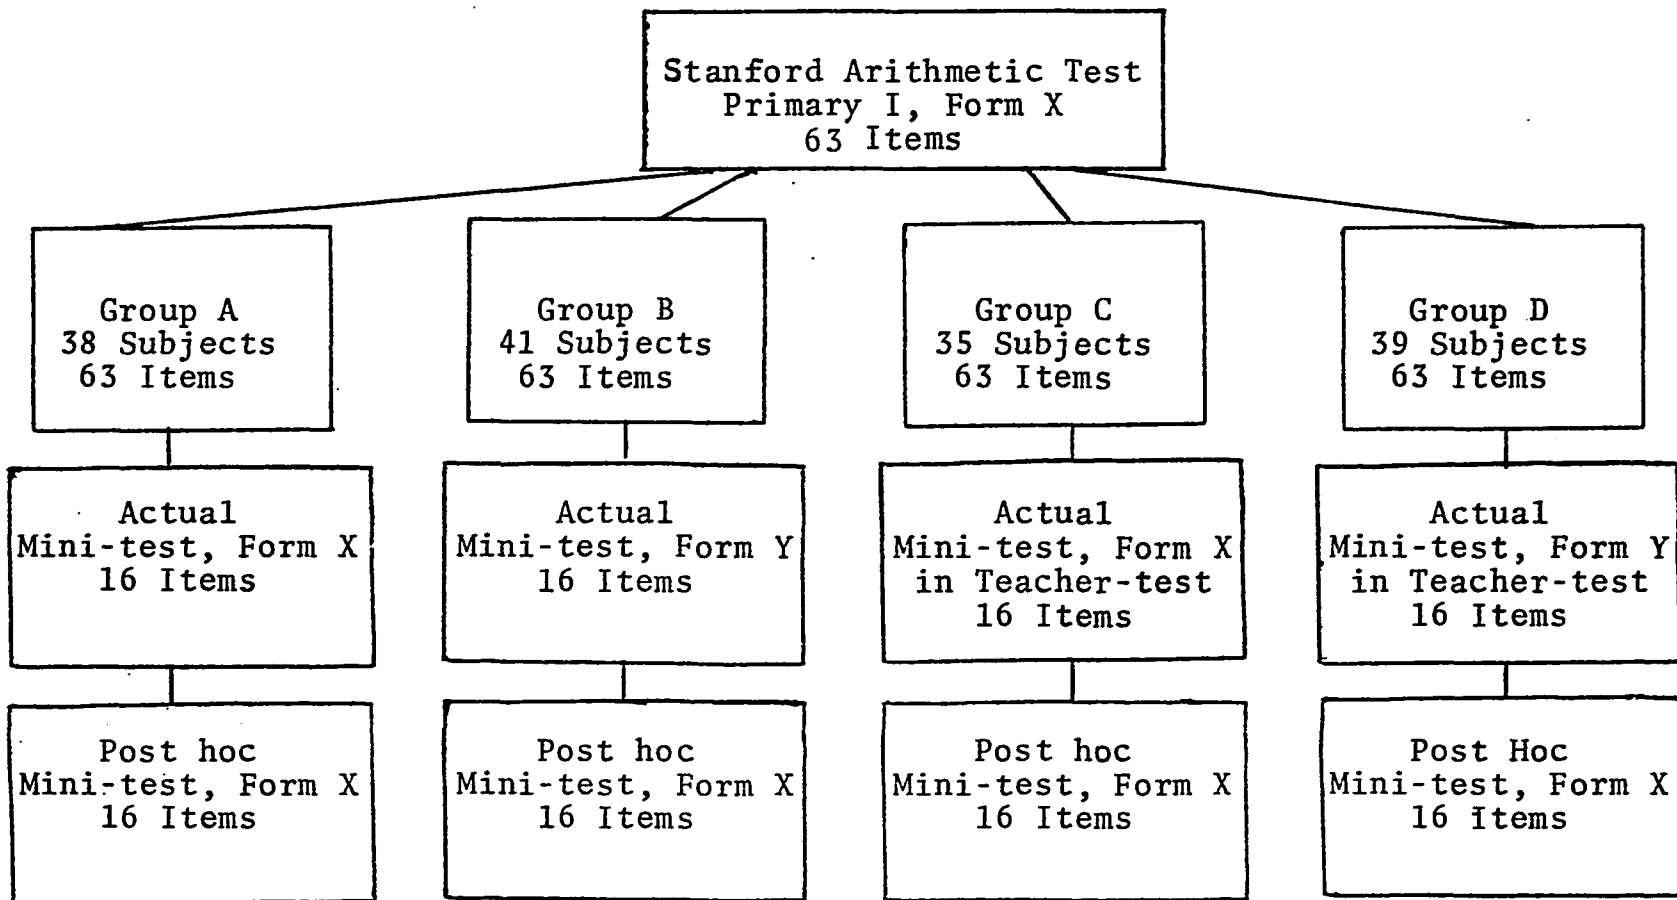 Stanford Arithmetic Test
Primary I, Form X
63 Items
Group A
38 Subjects
63 Items
Group B
41 Subjects
63 Items
Group C
35 Subjects
63 Items
Group D
39 Subjects
63 Items
Actual
Mini-test, Form X
16 Items
Actual
Mini-test, Form Y
16 Items
Actual
Mini-test, Form X
in Teacher-test
16 Items
Actual
Mini-test, Form Y
in Teacher-test
16 Items
Post hoc
Mini-test, Form X
16 Items
Post hoc
Mini-test, Form X
16 Items
Post hoc
Mini-test, Form X
16 Items
Post Hoc
Mini-test, Form X
16 Items